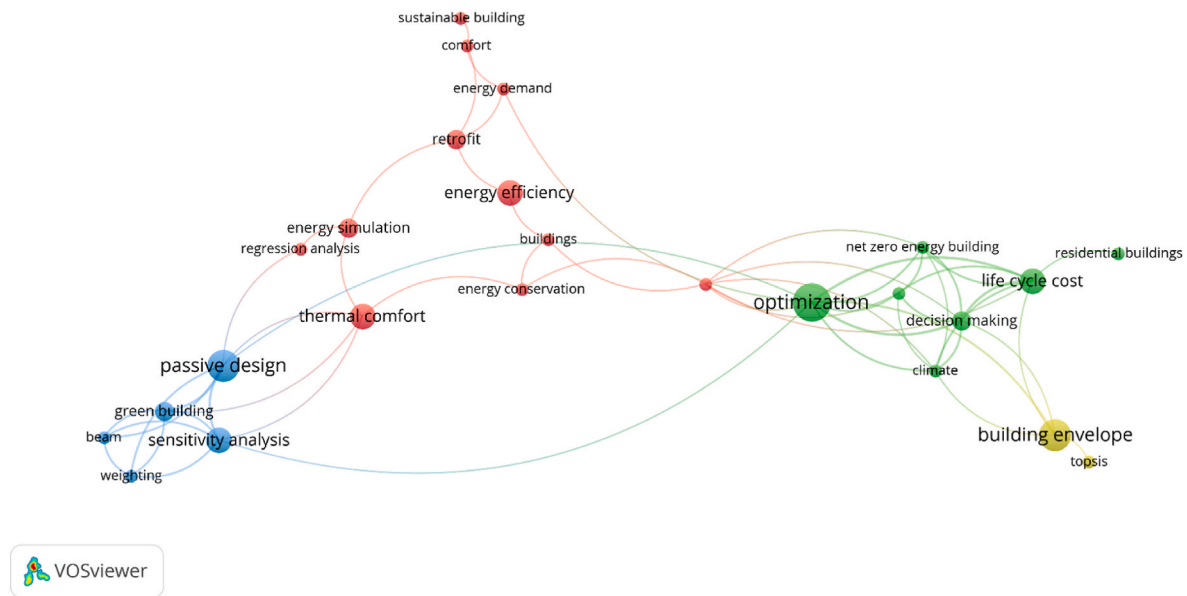 sustainable building
comfort
energy demand
retrofit
energy efficiency
energy simulation
regression analysis
buildings
net zero energy building
residential buildings
life cycle cost
energy conservation
optimization
thermal comfort
decision making
passive design
climate
green building
beam
sensitivity analysis
building envelope
topsis
weighting
VOSviewer